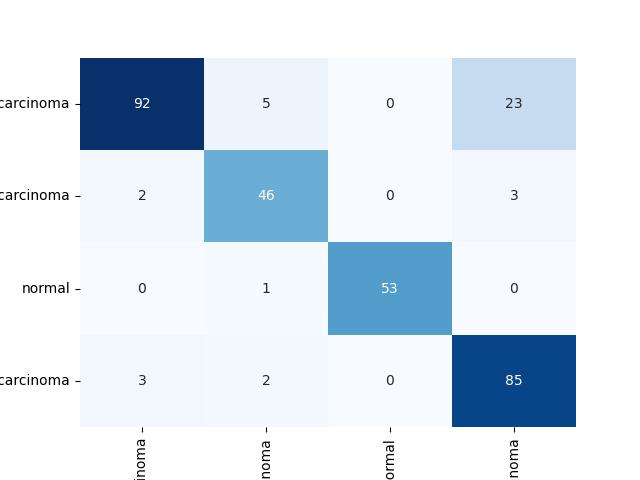 carcinoma 92 5 0 23
carcinoma 2 46 0 3
normal 0 1 53 0
carcinoma 3 2 0 85
inoma noma ormal noma